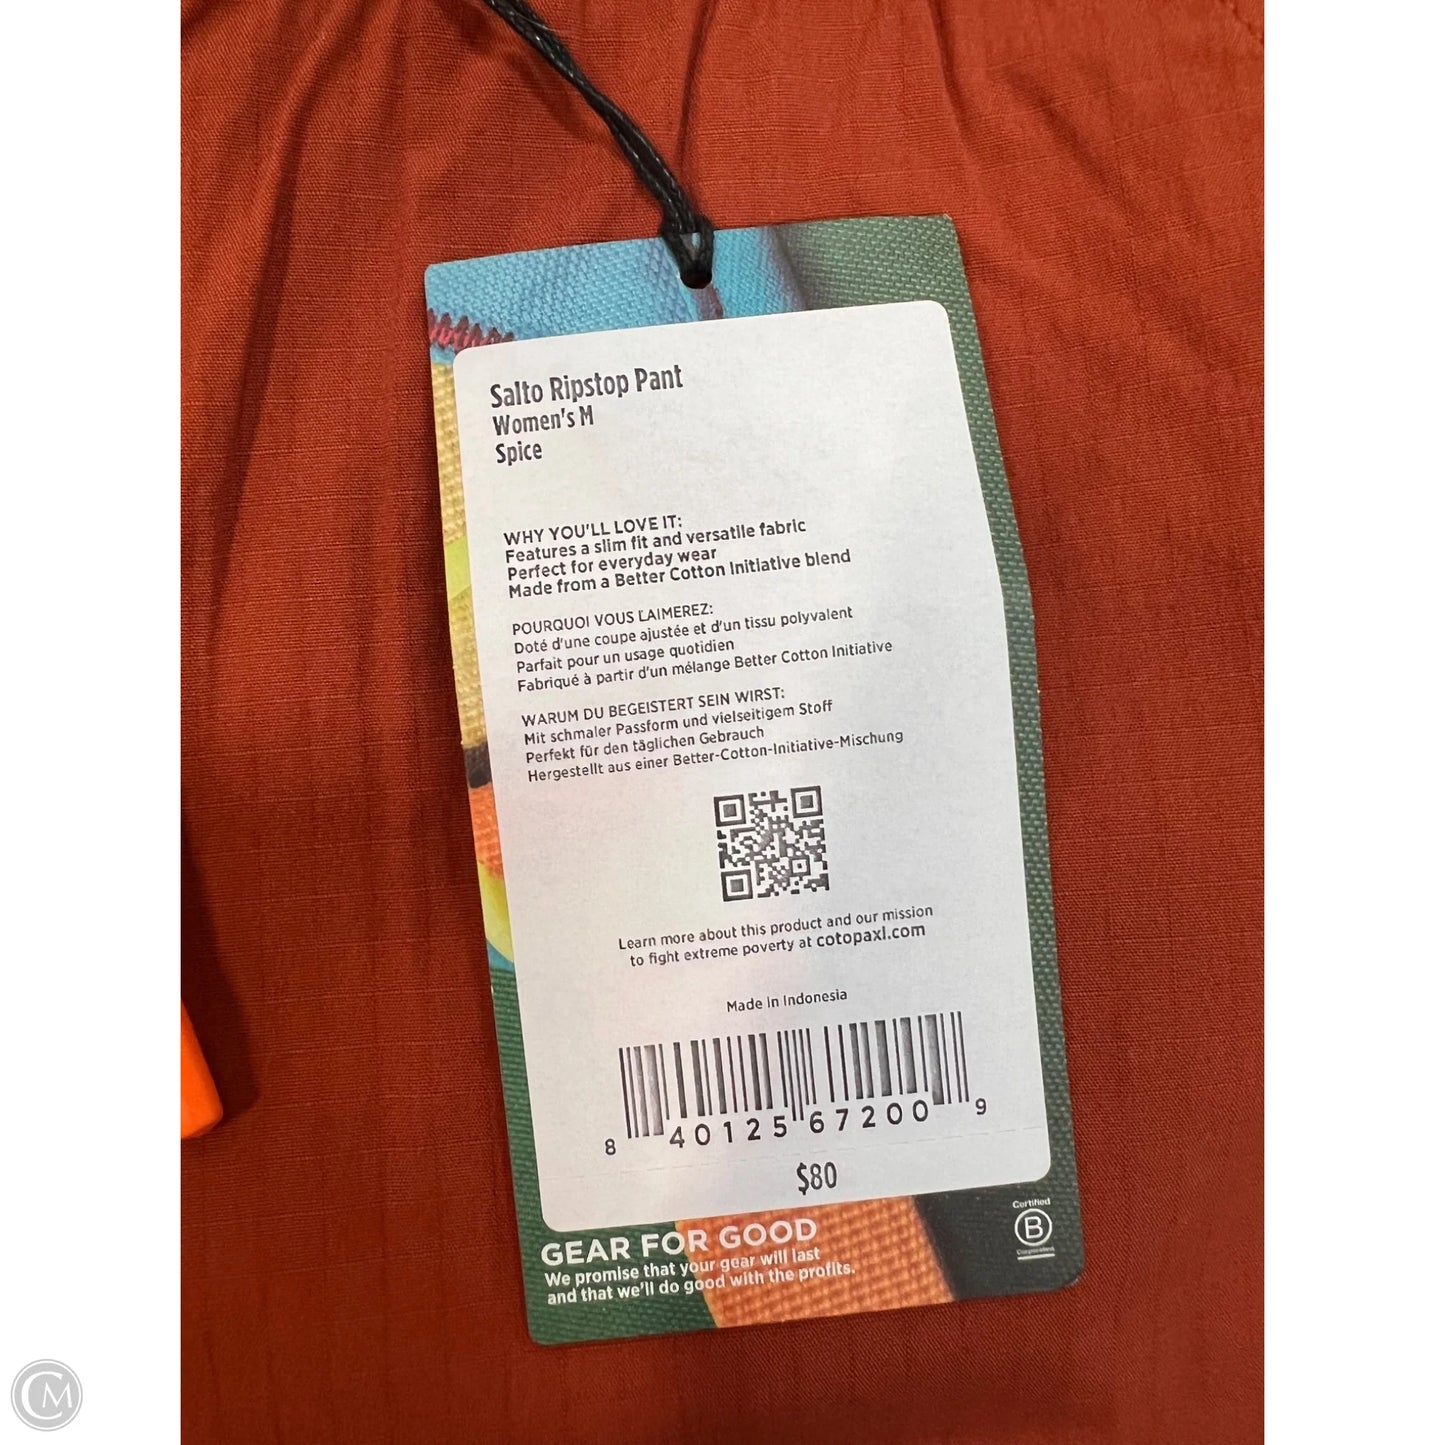 Salto Ripstop Pant
Women's M
Spice
WHY YOU'LL LOVE IT:
Features a slim fit and versatile fabric
Perfect for everyday wear
Made from a Better Cotton Initiative blend
POURQUOI VOUS L'AIMEREZ:
Doté d'une coupe ajustée et d'un tissu polyvalent
Parfait pour un usage quotidien
Fabriqué à partir d'un mélange Better Cotton Initiative
WARUM DU BEGEISTERT SEIN WIRST:
Mit schmaler Passform und vielseitigem Stoff
Perfekt für den täglichen Gebrauch
Hergestellt aus einer Better-Cotton-Initiative-Mischung
Learn more about this product and our mission
to fight extreme poverty at cotopaxi.com
Made in Indonesia
8 40125 67200 9
$80
GEAR FOR GOOD
We promise that your gear will last
and that we'll do good with the profits.
Certified
B
Corporation
CM